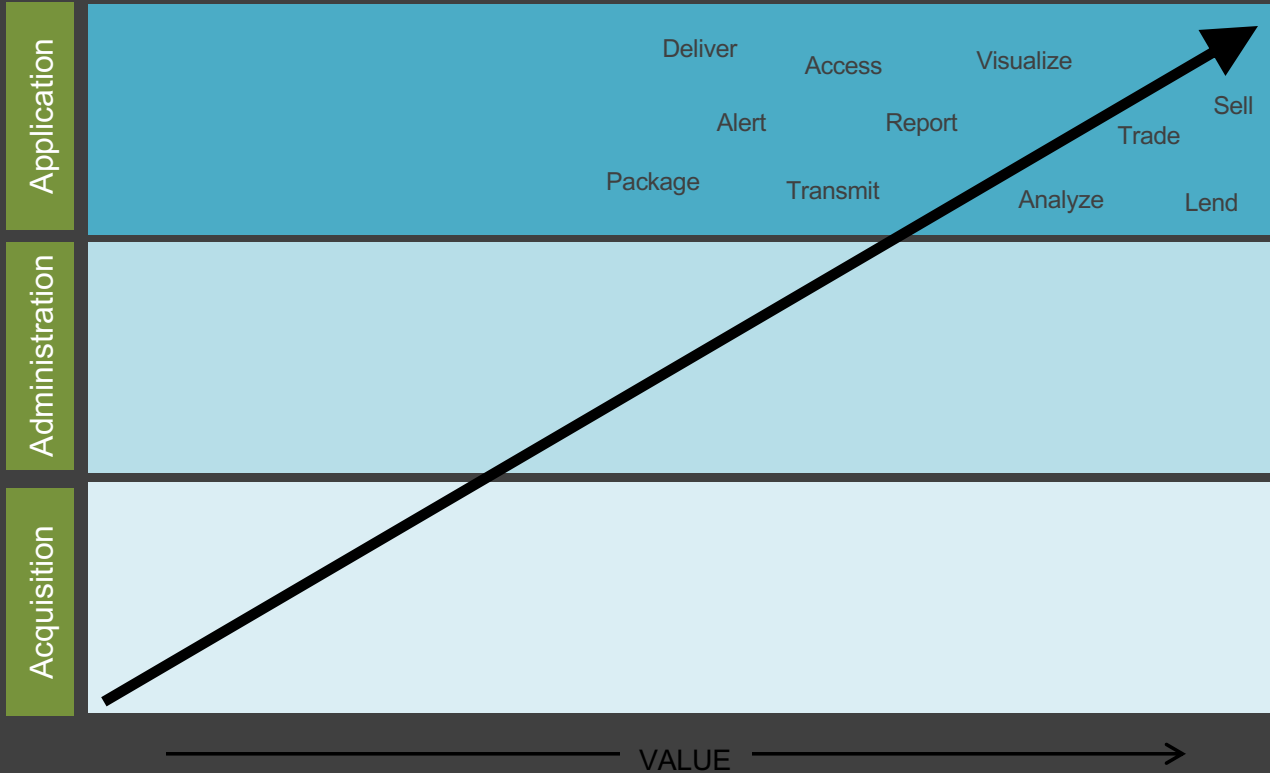 Application
Deliver
Access
Visualize
Sell
Alert
Report
Trade
Package
Transmit
Analyze
Lend
Administration
Acquisition
VALUE